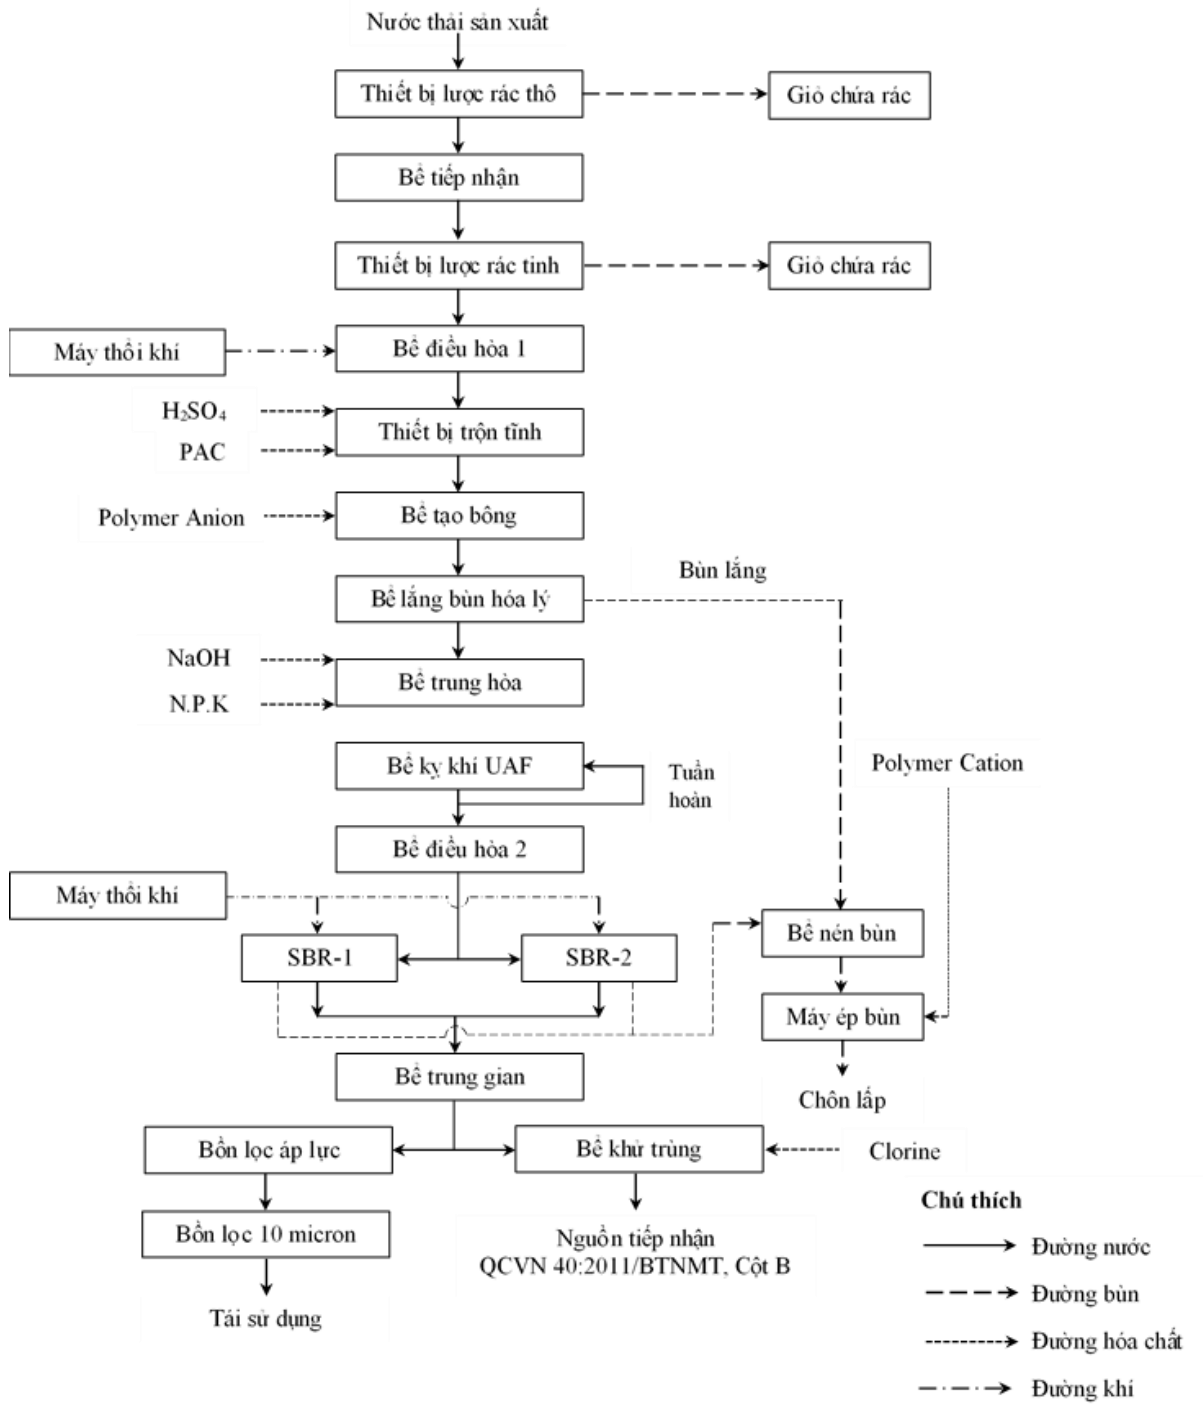 Nước thải sản xuất
Thiết bị lược rác thô
Giỏ chứa rác
Bể tiếp nhận
Thiết bị lược rác tinh
Giỏ chứa rác
Máy thổi khí
Bể điều hòa 1
H₂SO₄
PAC
Thiết bị trộn tĩnh
Polymer Anion
Bể tạo bông
Bùn lắng
Bể lắng bùn hóa lý
NaOH
N.P.K
Bể trung hòa
Bể kỵ khí UAF
Tuần
hoàn
Polymer Cation
Bể điều hòa 2
Máy thổi khí
SBR-1
SBR-2
Bể nén bùn
Máy ép bùn
Bể trung gian
Chôn lấp
Bồn lọc áp lực
Bể khử trùng
Clorine
Bồn lọc 10 micron
Nguồn tiếp nhận
QCVN 40:2011/BTNMT, Cột B
Tái sử dụng
Chú thích
Đường nước
Đường bùn
Đường hóa chất
Đường khí